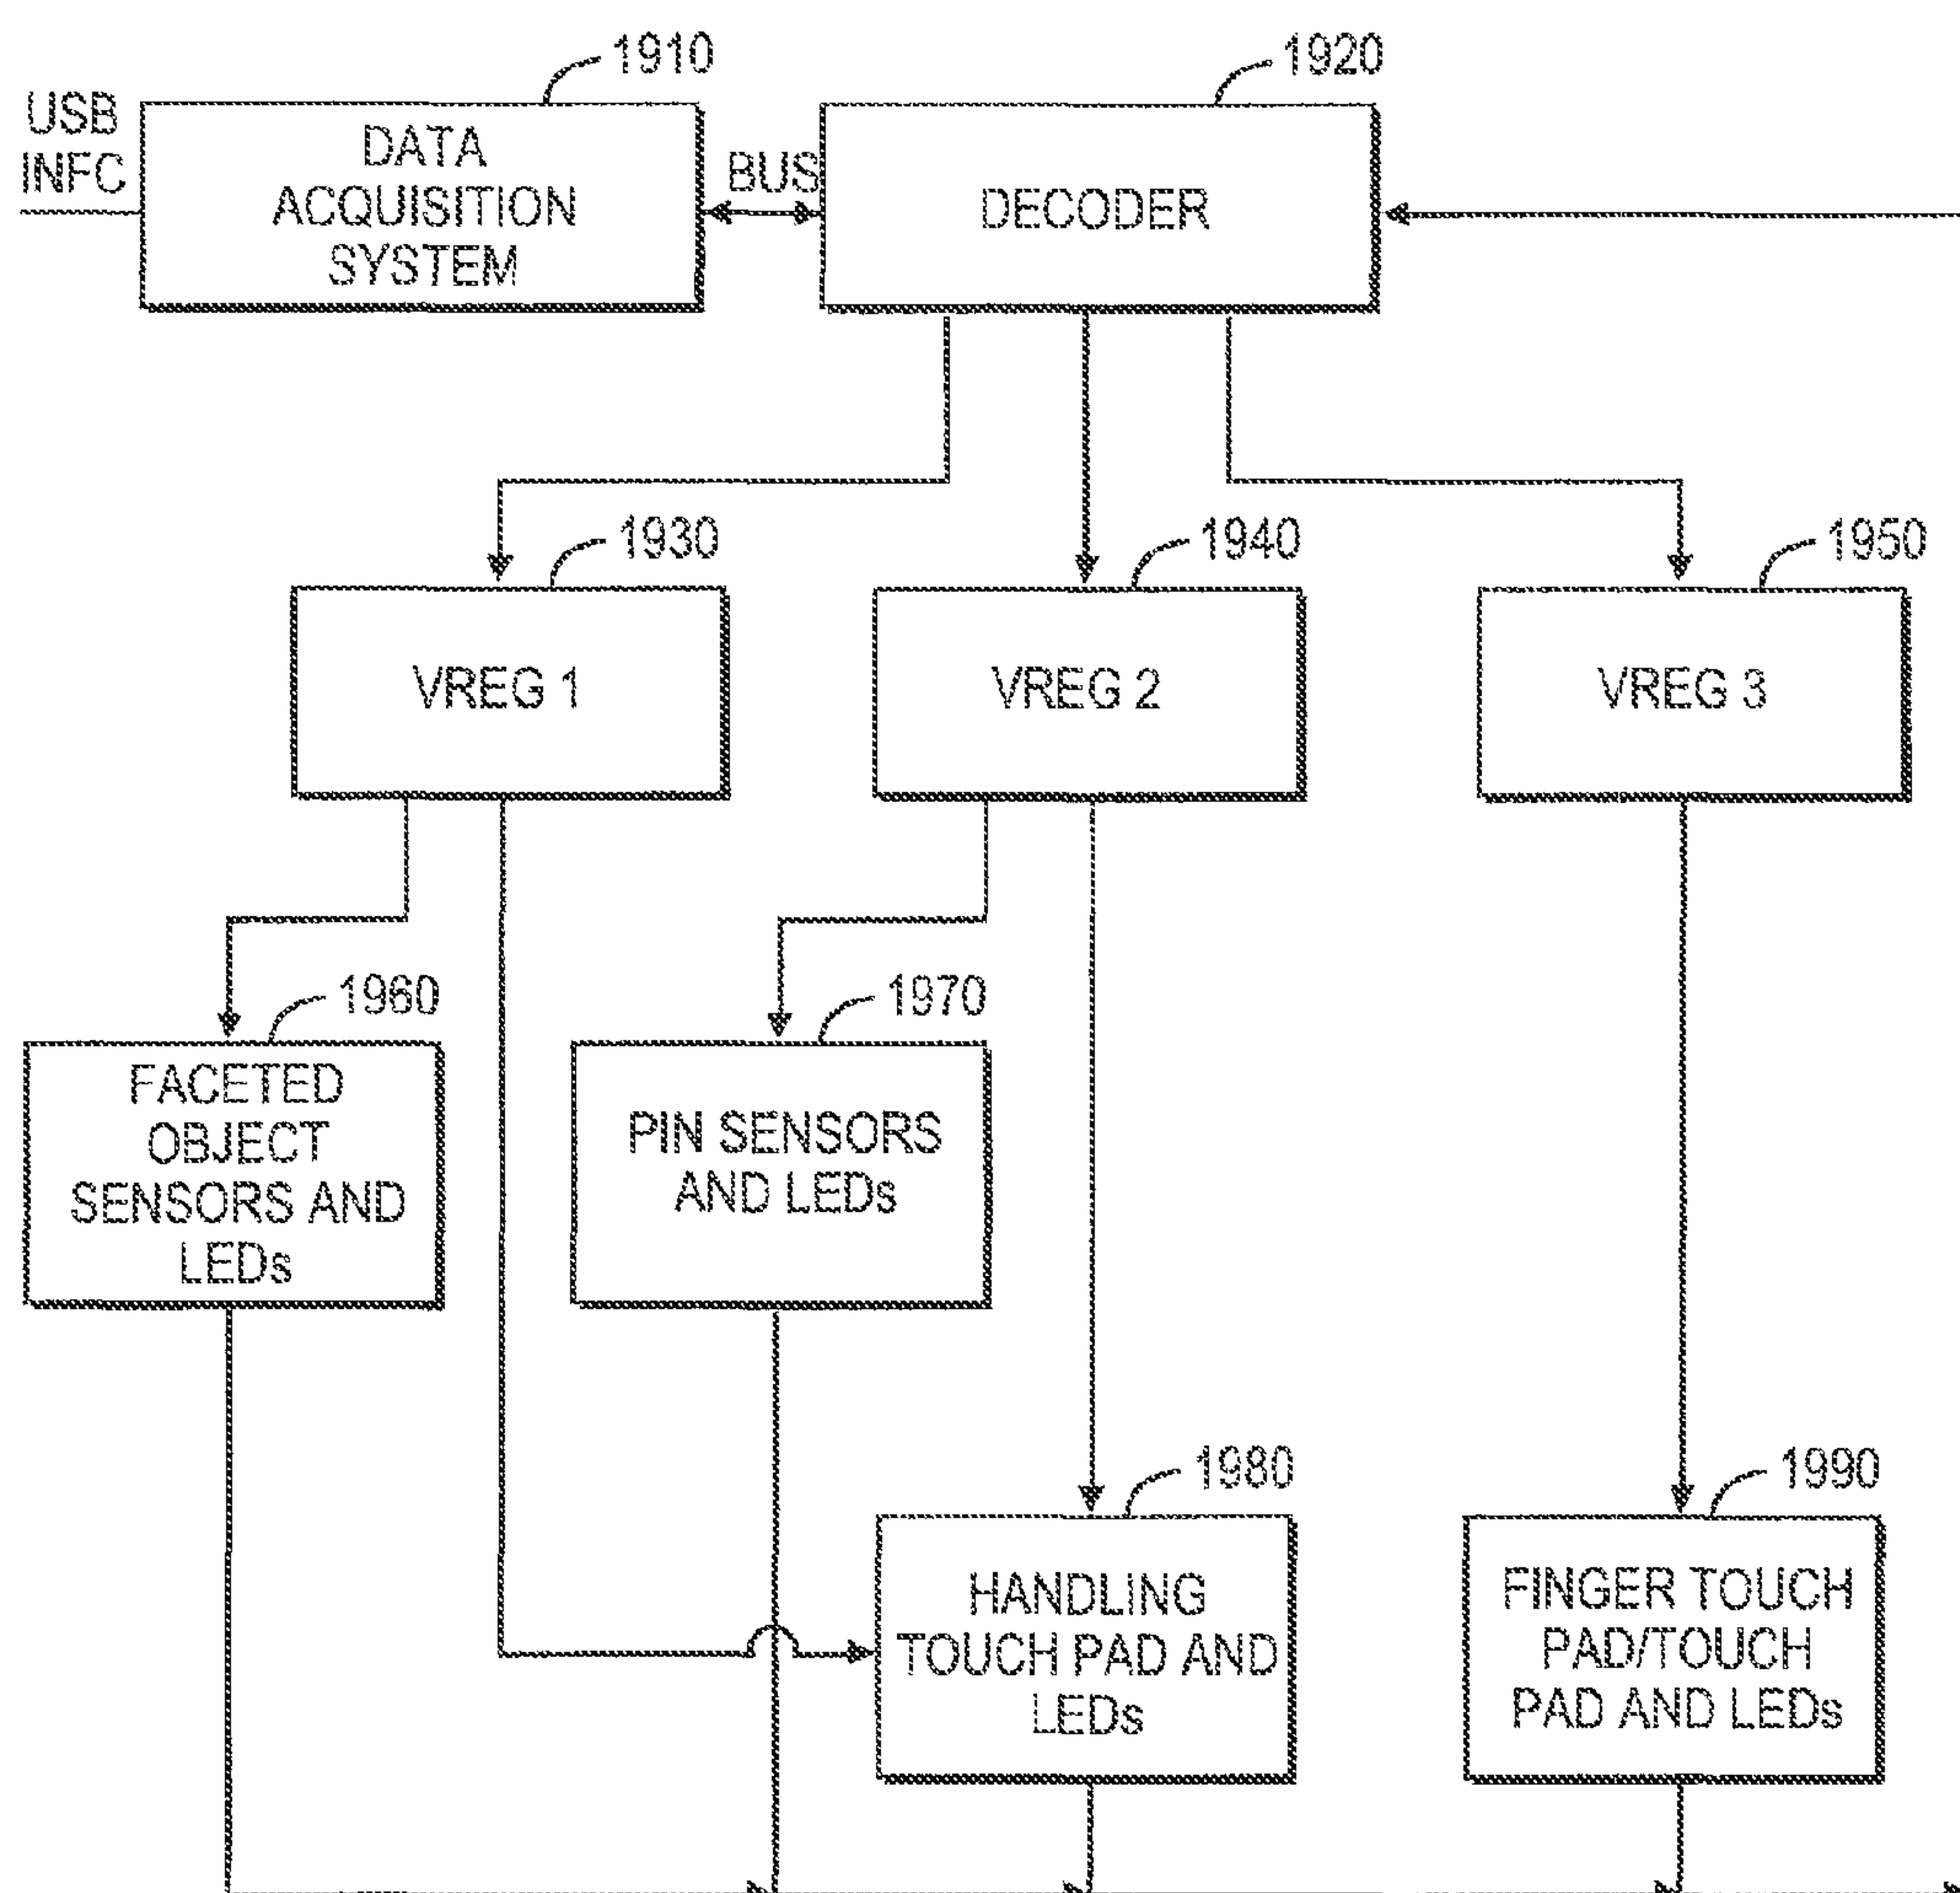 1910
1920
USB
INFC
DATA
ACQUISITION
SYSTEM
BUS
DECODER
1930
1940
1950
VREG 1
VREG 2
VREG 3
1960
1970
FACETED
OBJECT
SENSORS AND
LEDs
PIN SENSORS
AND LEDs
1980
1990
HANDLING
TOUCH PAD AND
LEDs
FINGER TOUCH
PAD/TOUCH
PAD AND LEDs